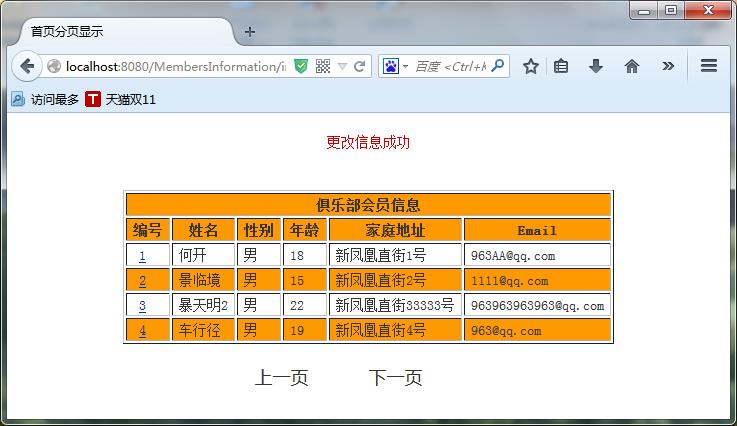 首页分页显示
localhost:8080/MembersInformation/in
百度 <Ctrl+K
访问最多 T 天猫双11
更改信息成功
俱乐部会员信息
编号 姓名 性别 年龄 家庭地址 Email
1 何开 男 18 新凤凰直街1号 963AA@qq.com
2 景临境 男 15 新凤凰直街2号 1111@qq.com
3 暴天明2 男 22 新凤凰直街33333号 963963963963@qq.com
4 车行径 男 19 新凤凰直街4号 963@qq.com
上一页 下一页